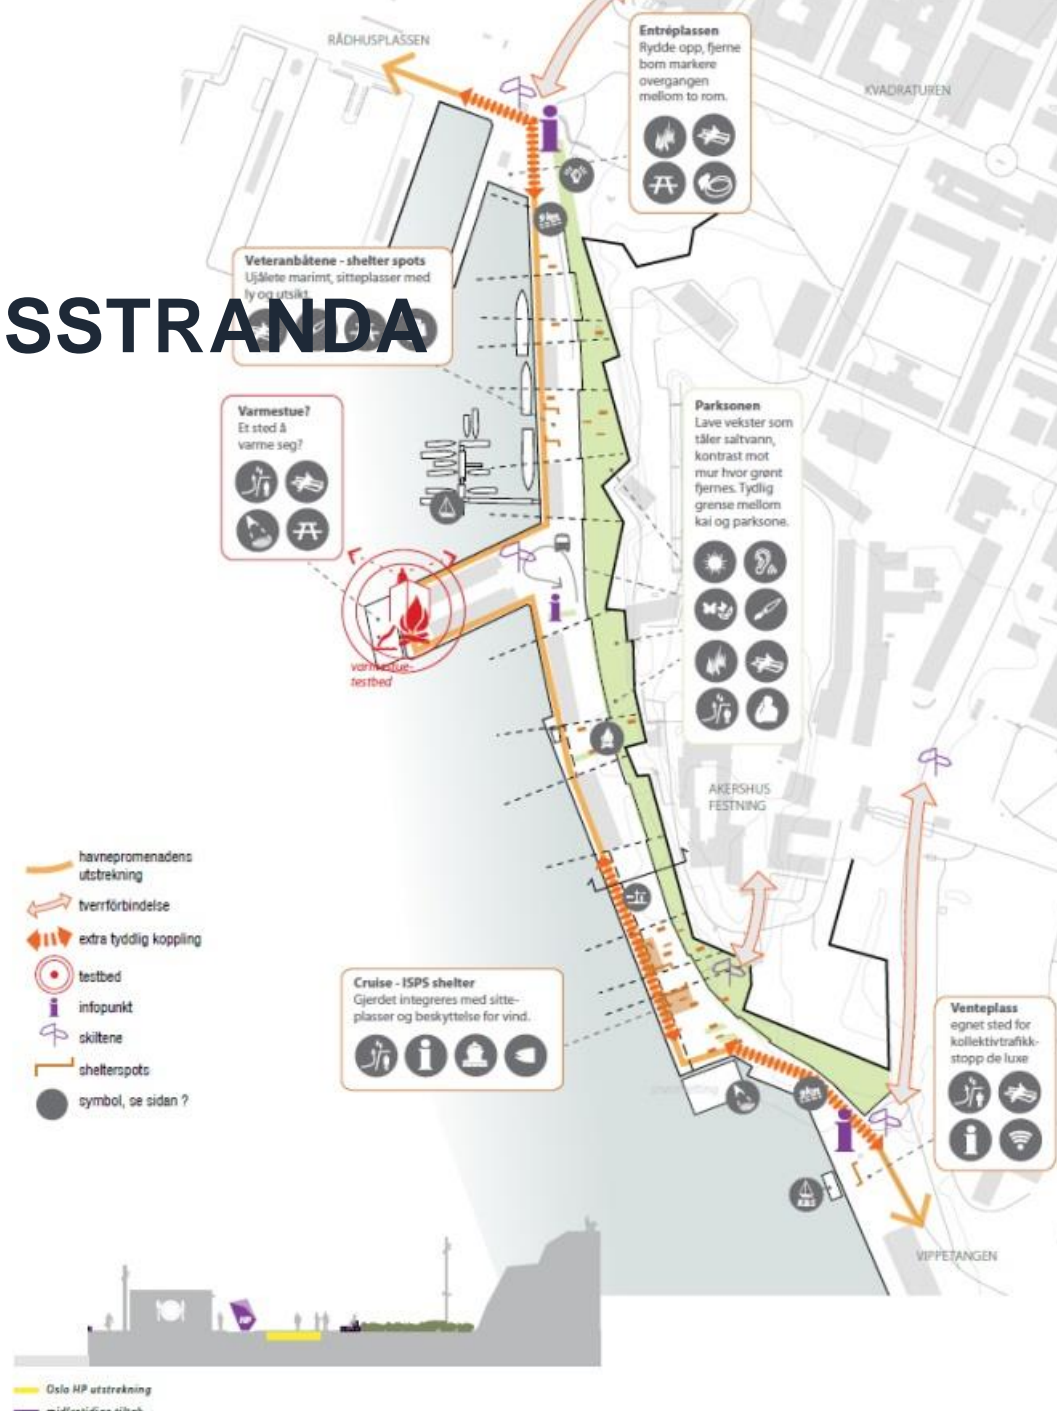 RÅDHUSPLASSEN
Entréplassen
Rydde opp, fjerne
bom markere
overgangen
mellom to rom.
KVADRATUREN
Veteranbåtene - shelter spots
Ujålete marimt, sitteplasser med
ly og utsikt.
SSTRANDA
Varmestue?
Et sted å
varme seg?
Parksonen
Lave vekster som
tåler saltvann,
kontrast mot
mur hvor grønt
fjernes. Tydlig
grense mellom
kai og parksone.
varmestue-
testbed
AKERSHUS
FESTNING
havnepromenadens
utstrekning
tverrförbindelse
extra tyddlig koppling
testbed
infopunkt
skiltene
shelterspots
symbol, se sidan ?
Cruise - ISPS shelter
Gjerdet integreres med sitte-
plasser og beskyttelse for vind.
Venteplass
egnet sted for
kollektivtrafikk-
stopp de luxe
VIPPETANGEN
HP
Oslo HP utstrekning